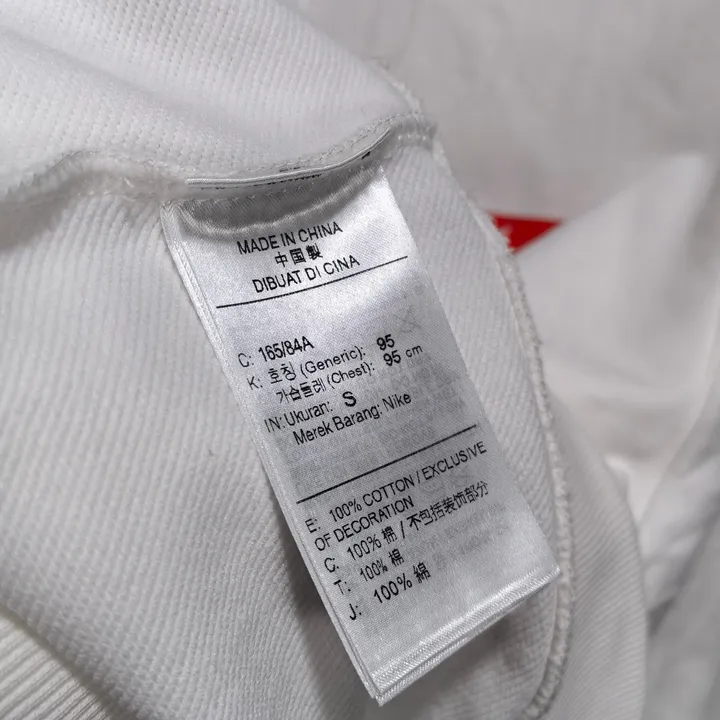 MADE IN CHINA
中国製
DIBUAT DI CINA
C: 165/84A
K: 호칭 (Generic): 95
가슴둘레 (Chest): 95 cm
IN: Ukuran: S
Merek Barang: Nike
E: 100% COTTON / EXCLUSIVE
OF DECORATION
C: 100% 棉 / 不包括装饰部分
T: 100% 棉
J: 100% 綿